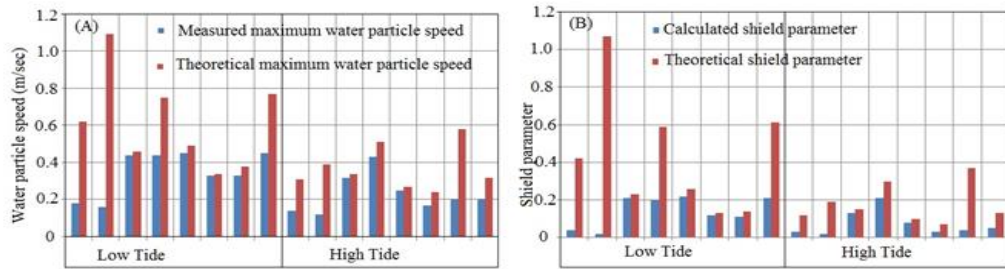 (A)
Measured maximum water particle speed
Theoretical maximum water particle speed
Water particle speed (m/sec)
1.2
1.0
0.8
0.6
0.4
0.2
0
Low Tide
High Tide
(B)
Calculated shield parameter
Theoretical shield parameter
Shield parameter
1.2
1.0
0.8
0.6
0.4
0.2
0
Low Tide
High Tide